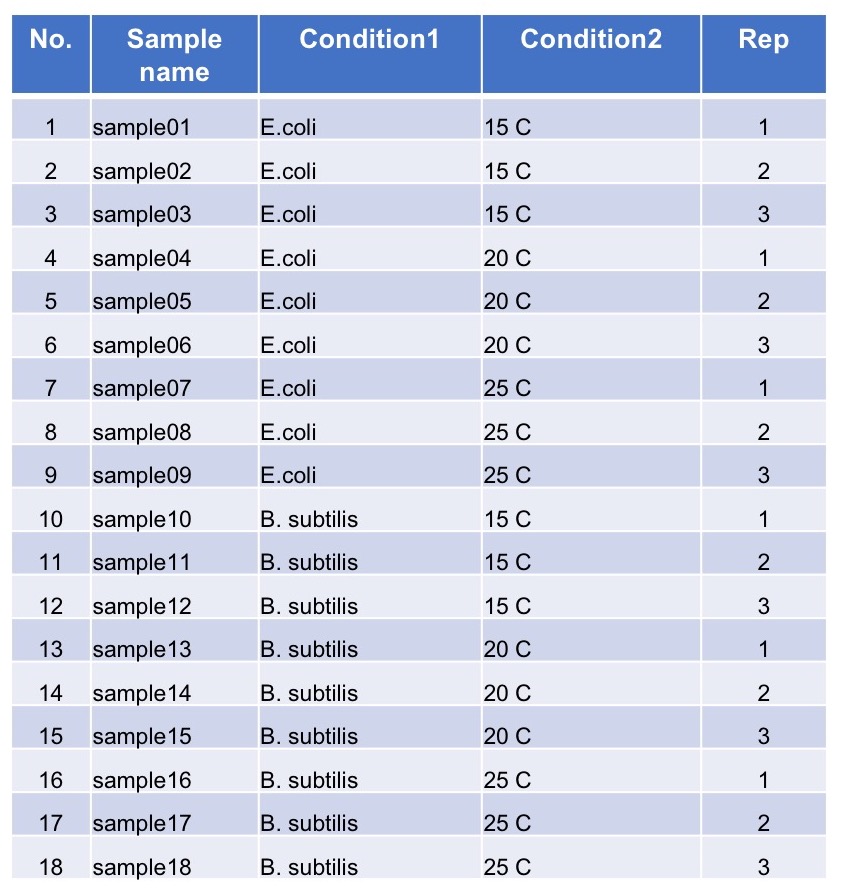 No. Sample name Condition1 Condition2 Rep
1 sample01 E.coli 15 C 1
2 sample02 E.coli 15 C 2
3 sample03 E.coli 15 C 3
4 sample04 E.coli 20 C 1
5 sample05 E.coli 20 C 2
6 sample06 E.coli 20 C 3
7 sample07 E.coli 25 C 1
8 sample08 E.coli 25 C 2
9 sample09 E.coli 25 C 3
10 sample10 B. subtilis 15 C 1
11 sample11 B. subtilis 15 C 2
12 sample12 B. subtilis 15 C 3
13 sample13 B. subtilis 20 C 1
14 sample14 B. subtilis 20 C 2
15 sample15 B. subtilis 20 C 3
16 sample16 B. subtilis 25 C 1
17 sample17 B. subtilis 25 C 2
18 sample18 B. subtilis 25 C 3